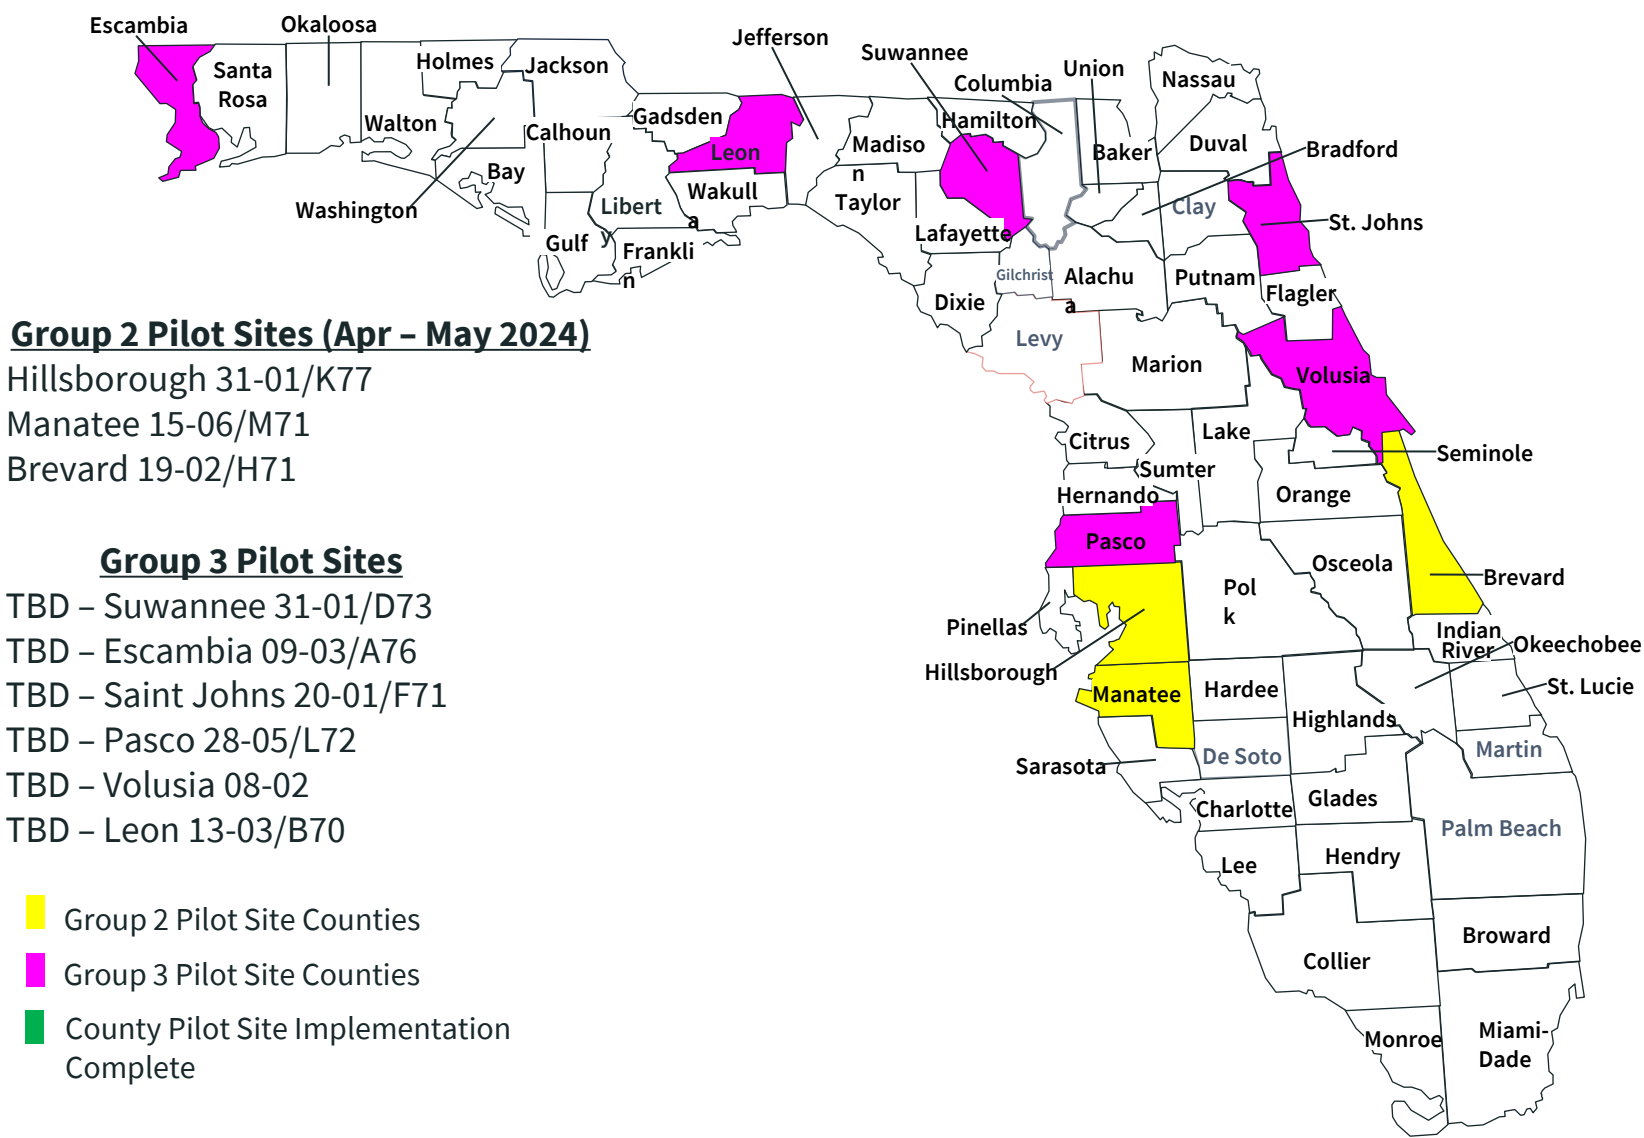 Escambia
Okaloosa
Jefferson
Suwannee
Columbia
Union
Nassau
Holmes
Jackson
Santa
Rosa
Walton
Calhoun
Gadsden
Leon
Hamilton
Madiso
n
Baker
Duval
Bradford
Bay
Washington
Wakull
a
Libert
y
Taylor
Clay
St. Johns
Gulf
Frankli
n
Lafayette
Gilchrist
Alachu
a
Putnam
Flagler
Dixie
Levy
Marion
Volusia
Group 2 Pilot Sites (Apr – May 2024)
Hillsborough 31-01/K77
Manatee 15-06/M71
Brevard 19-02/H71
Citrus
Lake
Seminole
Sumter
Hernando
Orange
Pasco
Osceola
Brevard
Pol
k
Pinellas
Indian
River
Okeechobee
Hillsborough
Manatee
Hardee
St. Lucie
Highlands
Sarasota
De Soto
Martin
Charlotte
Glades
Palm Beach
Lee
Hendry
Broward
Collier
Monroe
Miami-
Dade
Group 3 Pilot Sites
TBD – Suwannee 31-01/D73
TBD – Escambia 09-03/A76
TBD – Saint Johns 20-01/F71
TBD – Pasco 28-05/L72
TBD – Volusia 08-02
TBD – Leon 13-03/B70
Group 2 Pilot Site Counties
Group 3 Pilot Site Counties
County Pilot Site Implementation
Complete